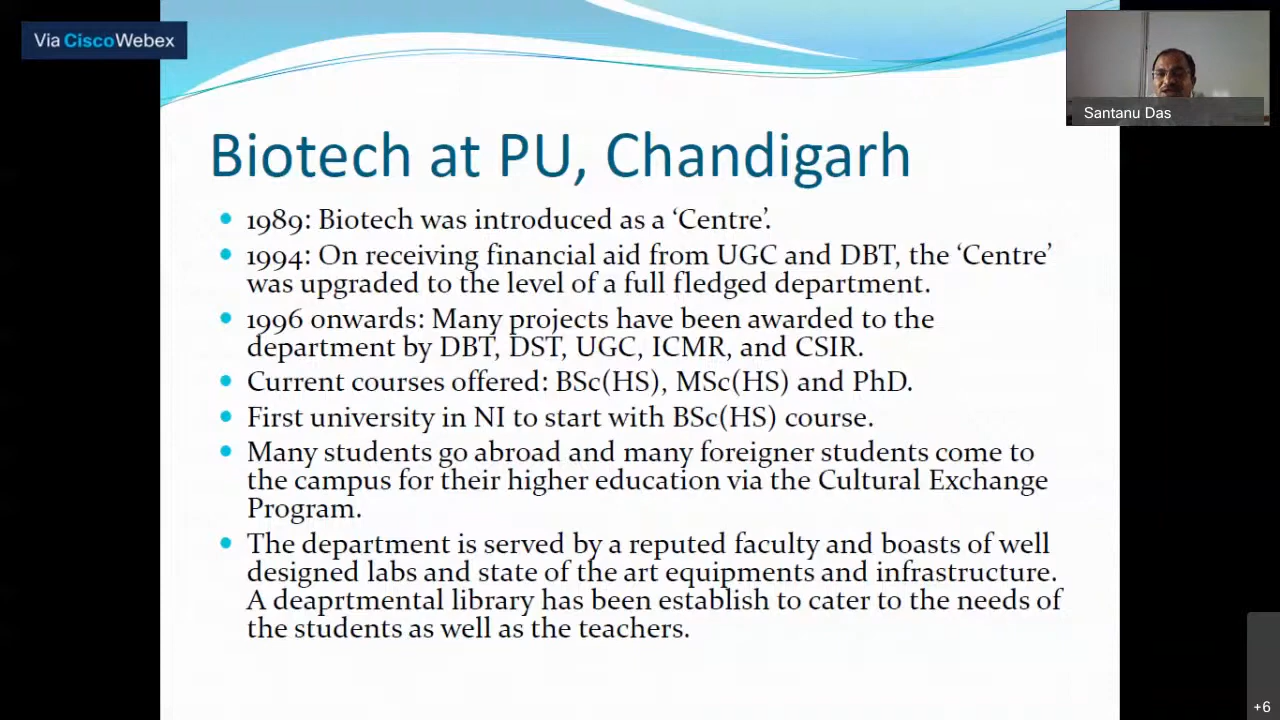 Via CiscoWebex
Santanu Das
Biotech at PU, Chandigarh
• 1989: Biotech was introduced as a ‘Centre’.
• 1994: On receiving financial aid from UGC and DBT, the ‘Centre’
was upgraded to the level of a full fledged department.
• 1996 onwards: Many projects have been awarded to the
department by DBT, DST, UGC, ICMR, and CSIR.
• Current courses offered: BSc(HS), MSc(HS) and PhD.
• First university in NI to start with BSc(HS) course.
• Many students go abroad and many foreigner students come to
the campus for their higher education via the Cultural Exchange
Program.
• The department is served by a reputed faculty and boasts of well
designed labs and state of the art equipments and infrastructure.
A deaprtmental library has been establish to cater to the needs of
the students as well as the teachers.
+6